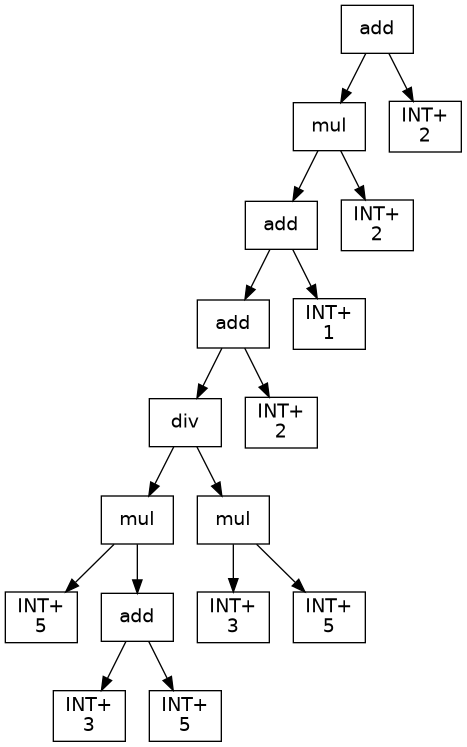 add
mul
INT+
2
add
INT+
2
add
INT+
1
div
INT+
2
mul
mul
INT+
5
add
INT+
3
INT+
5
INT+
3
INT+
5